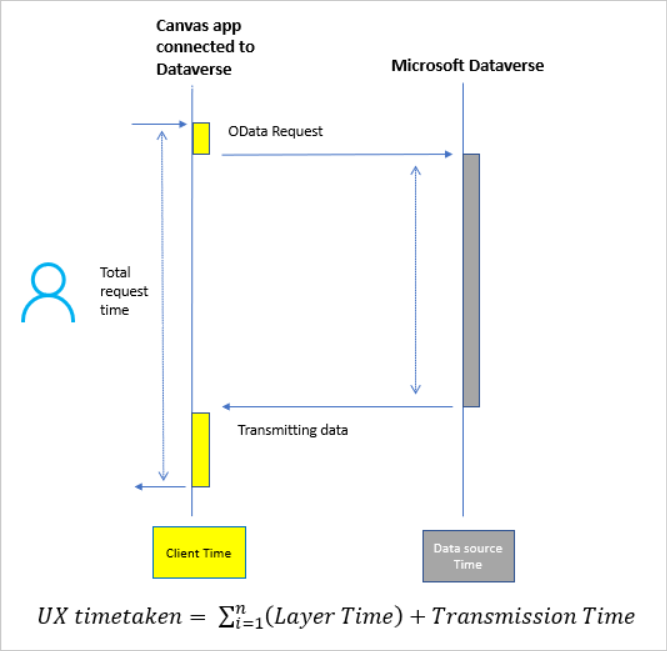 Canvas app
connected to
Dataverse
Microsoft Dataverse
OData Request
Total
request
time
Transmitting data
Client Time
Data source
Time
UX timetaken = ∑ⁿᵢ₌₁(Layer Time) + Transmission Time